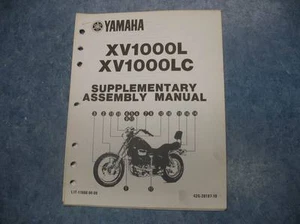 YAMAHA
XV1000L
XV1000LC
SUPPLEMENTARY
ASSEMBLY MANUAL